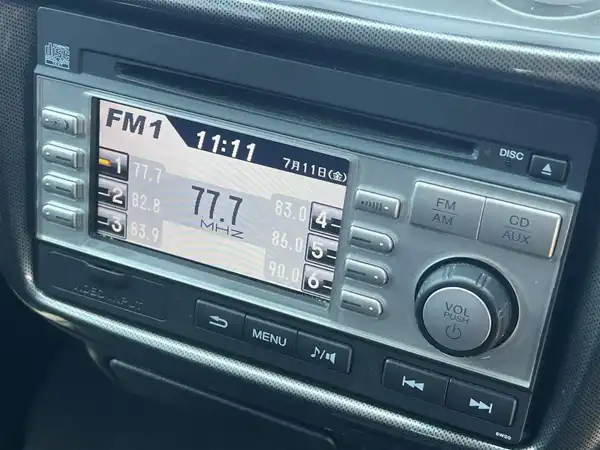 disc
FM1
11:11
7月11日(金)
1 77.7
2 82.8
3 83.9
77.7
MHZ
83.0 4
86.0 5
90.0 6
DISC
FM
AM
CD
AUX
VOL
PUSH
VIDEO INPUT
MENU
6WS0